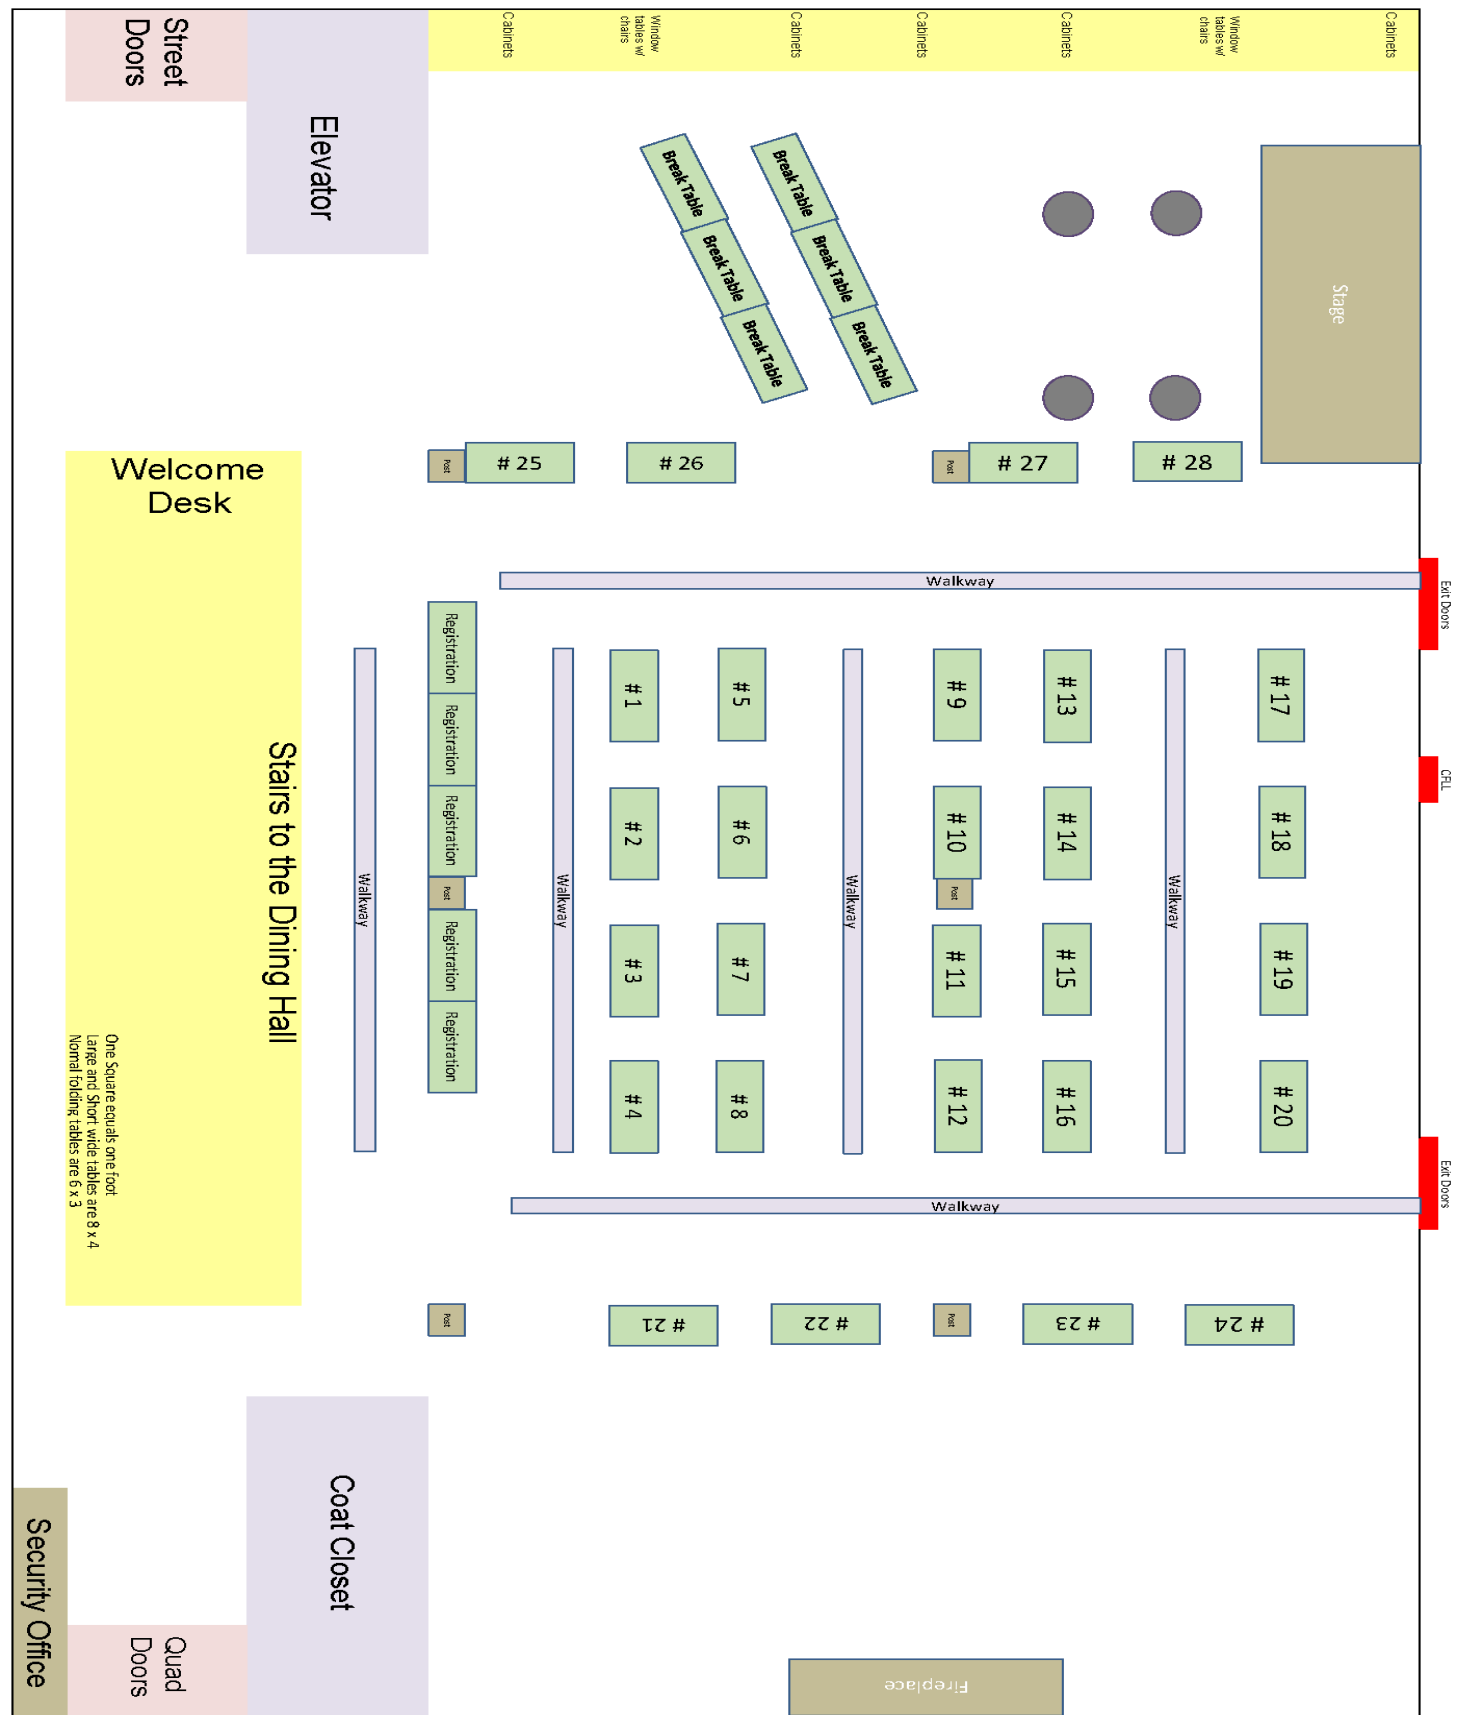 Street
Doors
Elevator
Cabinets
Window
tables w/
chairs
Cabinets
Cabinets
Cabinets
Window
tables w/
chairs
Cabinets
Break Table
Break Table
Break Table
Break Table
Break Table
Break Table
Stage
Post
# 25
# 26
Post
# 27
# 28
Welcome
Desk
Walkway
Exit Doors
Stairs to the Dining Hall
Walkway
Registration
Registration
Registration
Post
Registration
Registration
Walkway
# 1
# 2
# 3
# 4
# 5
# 6
# 7
# 8
Walkway
# 9
# 10
Post
# 11
# 12
# 13
# 14
# 15
# 16
Walkway
# 17
# 18
# 19
# 20
CFLL
Exit Doors
One Square equals one foot
Large and Short wide tables are 8 x 4
Nomal folding tables are 6 x 3
Walkway
Post
# 21
# 22
Post
# 23
# 24
Coat Closet
Security Office
Quad
Doors
Fireplace